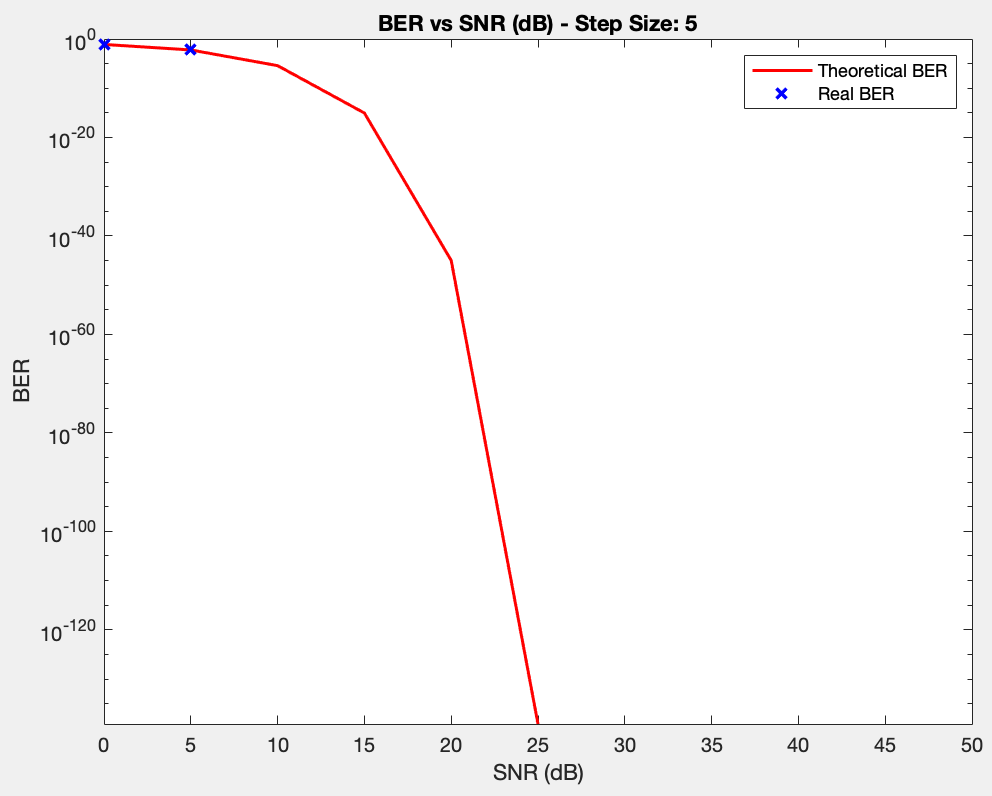 BER vs SNR (dB) - Step Size: 5
Theoretical BER
Real BER
10^0
10^-20
10^-40
10^-60
10^-80
10^-100
10^-120
BER
0 5 10 15 20 25 30 35 40 45 50
SNR (dB)